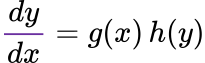 dy/dx = g(x) h(y)